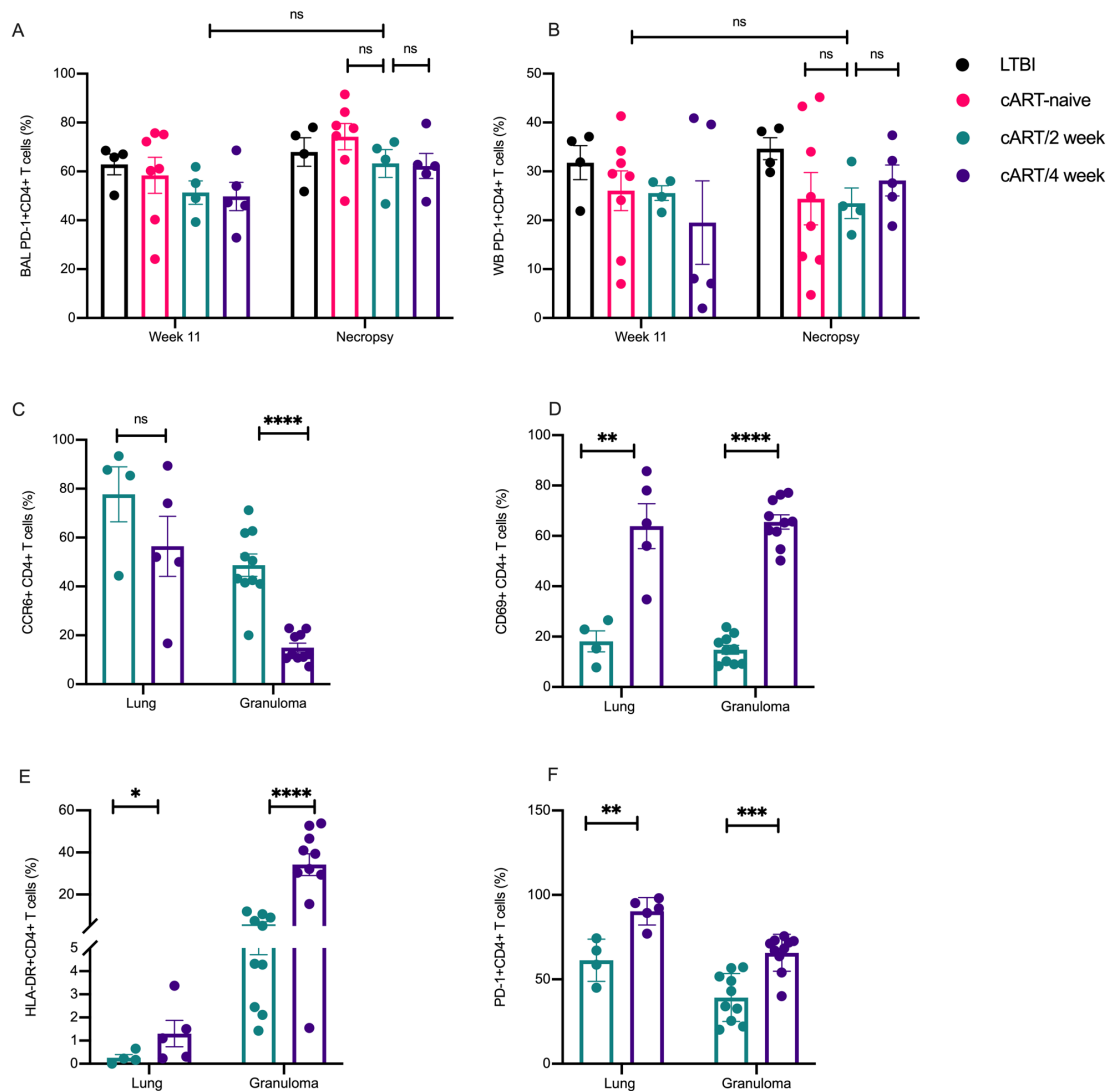 A
BAL PD-1+CD4+ T cells (%)
100
80
60
40
20
0
ns
ns
ns
Week 11
Necropsy
B
WB PD-1+CD4+ T cells (%)
50
40
30
20
10
0
ns
ns
ns
Week 11
Necropsy
LTBI
cART-naive
cART/2 week
cART/4 week
C
CCR6+ CD4+ T cells (%)
100
80
60
40
20
0
ns
****
Lung
Granuloma
D
CD69+ CD4+ T cells (%)
100
80
60
40
20
0
**
****
Lung
Granuloma
E
HLA-DR+CD4+ T cells (%)
60
40
20
5
4
3
2
1
0
*
****
Lung
Granuloma
F
PD-1+CD4+ T cells (%)
150
100
50
0
**
***
Lung
Granuloma